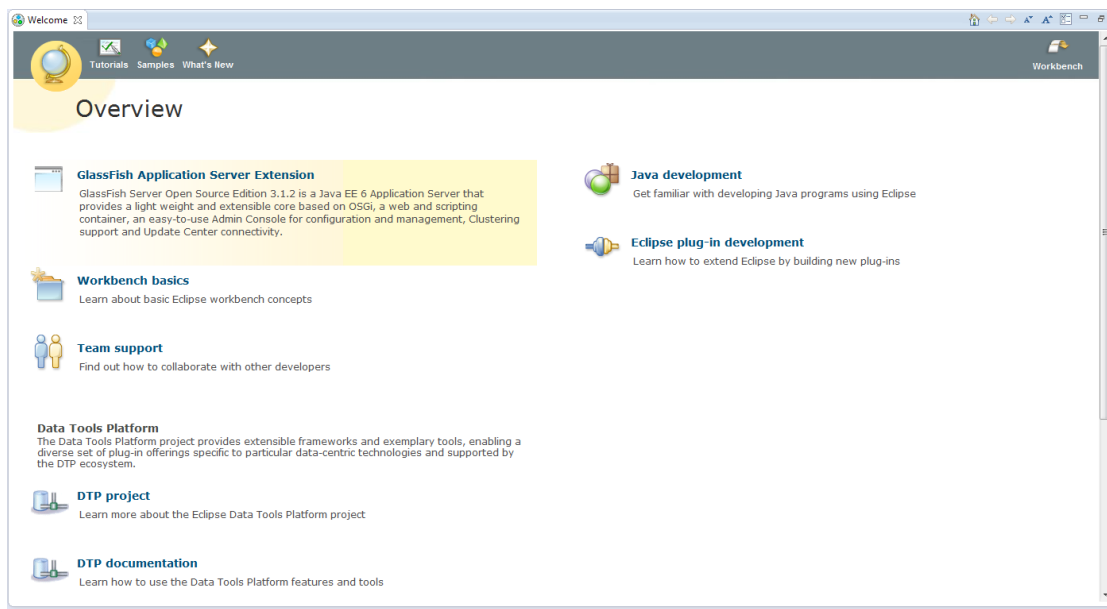 Welcome
Tutorials Samples What's New
Workbench
Overview
GlassFish Application Server Extension
GlassFish Server Open Source Edition 3.1.2 is a Java EE 6 Application Server that
provides a light weight and extensible core based on OSGi, a web and scripting
container, an easy-to-use Admin Console for configuration and management, Clustering
support and Update Center connectivity.
Workbench basics
Learn about basic Eclipse workbench concepts
Team support
Find out how to collaborate with other developers
Data Tools Platform
The Data Tools Platform project provides extensible frameworks and exemplary tools, enabling a
diverse set of plug-in offerings specific to particular data-centric technologies and supported by
the DTP ecosystem.
DTP project
Learn more about the Eclipse Data Tools Platform project
DTP documentation
Learn how to use the Data Tools Platform features and tools
Java development
Get familiar with developing Java programs using Eclipse
Eclipse plug-in development
Learn how to extend Eclipse by building new plug-ins